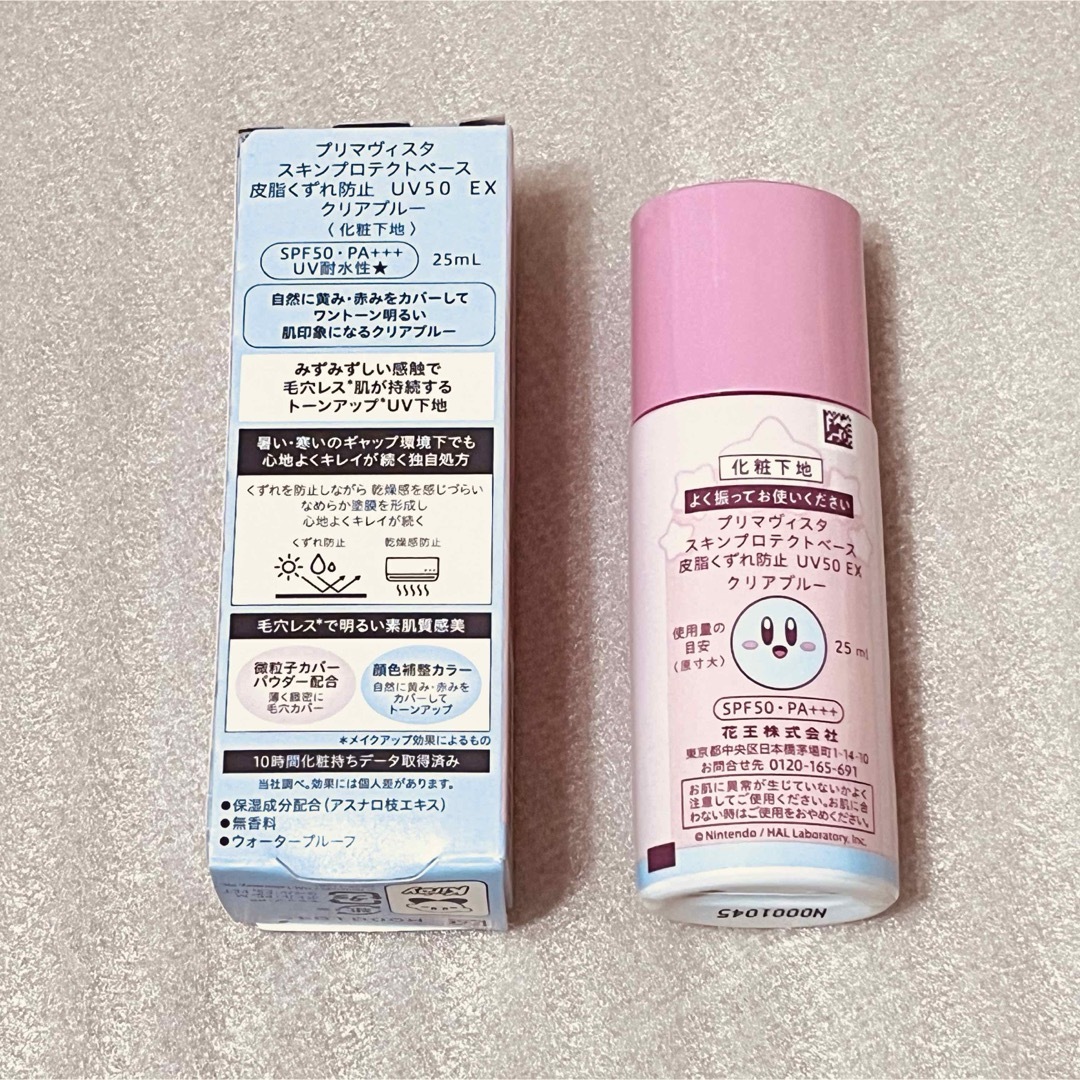 プリマヴィスタ
スキンプロテクトベース
皮脂くずれ防止 UV50 EX
クリアブルー
〈化粧下地〉
SPF50・PA+++
UV耐水性★
25mL
自然に黄み・赤みをカバーして
ワントーン明るい
肌印象になるクリアブルー
みずみずしい感触で
毛穴レス*肌が持続する
トーンアップ*UV下地
暑い・寒いのギャップ環境下でも
心地よくキレイが続く独自処方
くずれを防止しながら 乾燥感を感じづらい
なめらか塗膜を形成し
心地よくキレイが続く
くずれ防止
乾燥感防止
毛穴レス*で明るい素肌質感美
微粒子カバー
パウダー配合
薄く緻密に
毛穴カバー
顔色補整カラー
自然に黄み・赤みを
カバーして
トーンアップ
*メイクアップ効果によるもの
10時間化粧持ちデータ取得済み
当社調べ。効果には個人差があります。
●保湿成分配合(アスナロ枝エキス)
●無香料
●ウォータープルーフ
Kirby
化粧下地
よく振ってお使いください
プリマヴィスタ
スキンプロテクトベース
皮脂くずれ防止 UV50 EX
クリアブルー
使用量の
目安
(原寸大)
25 mL
SPF50・PA+++
花王株式会社
東京都中央区日本橋茅場町1-14-10
お問合せ先 0120-165-691
お肌に異常が生じていないかよく
注意してご使用ください。お肌に合
わない時はご使用をおやめください。
© Nintendo / HAL Laboratory, Inc.
N0001045